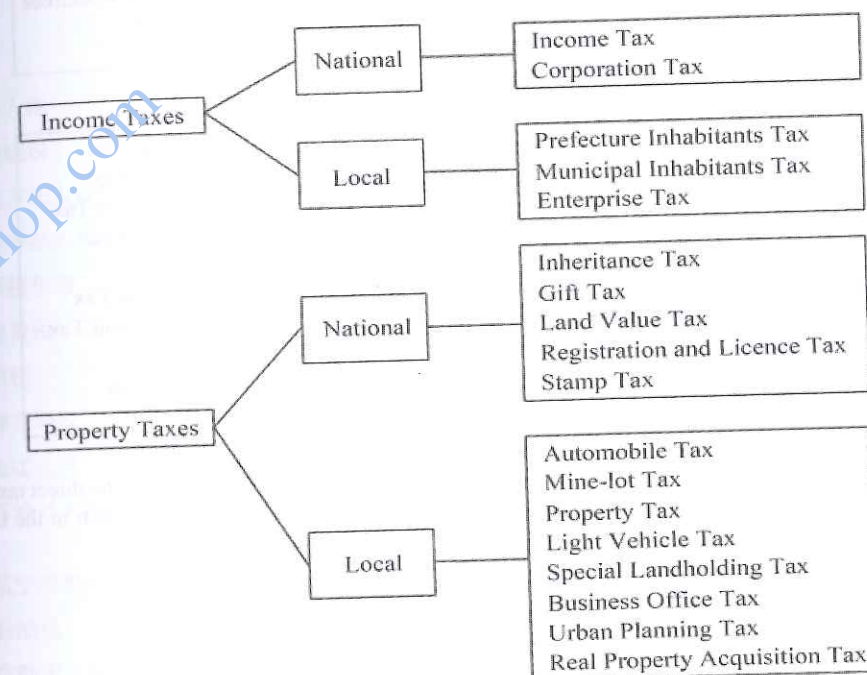 National
Income Tax
Corporation Tax
Income Taxes
Local
Prefecture Inhabitants Tax
Municipal Inhabitants Tax
Enterprise Tax
National
Inheritance Tax
Gift Tax
Land Value Tax
Registration and Licence Tax
Stamp Tax
Property Taxes
Local
Automobile Tax
Mine-lot Tax
Property Tax
Light Vehicle Tax
Special Landholding Tax
Business Office Tax
Urban Planning Tax
Real Property Acquisition Tax
hop.com